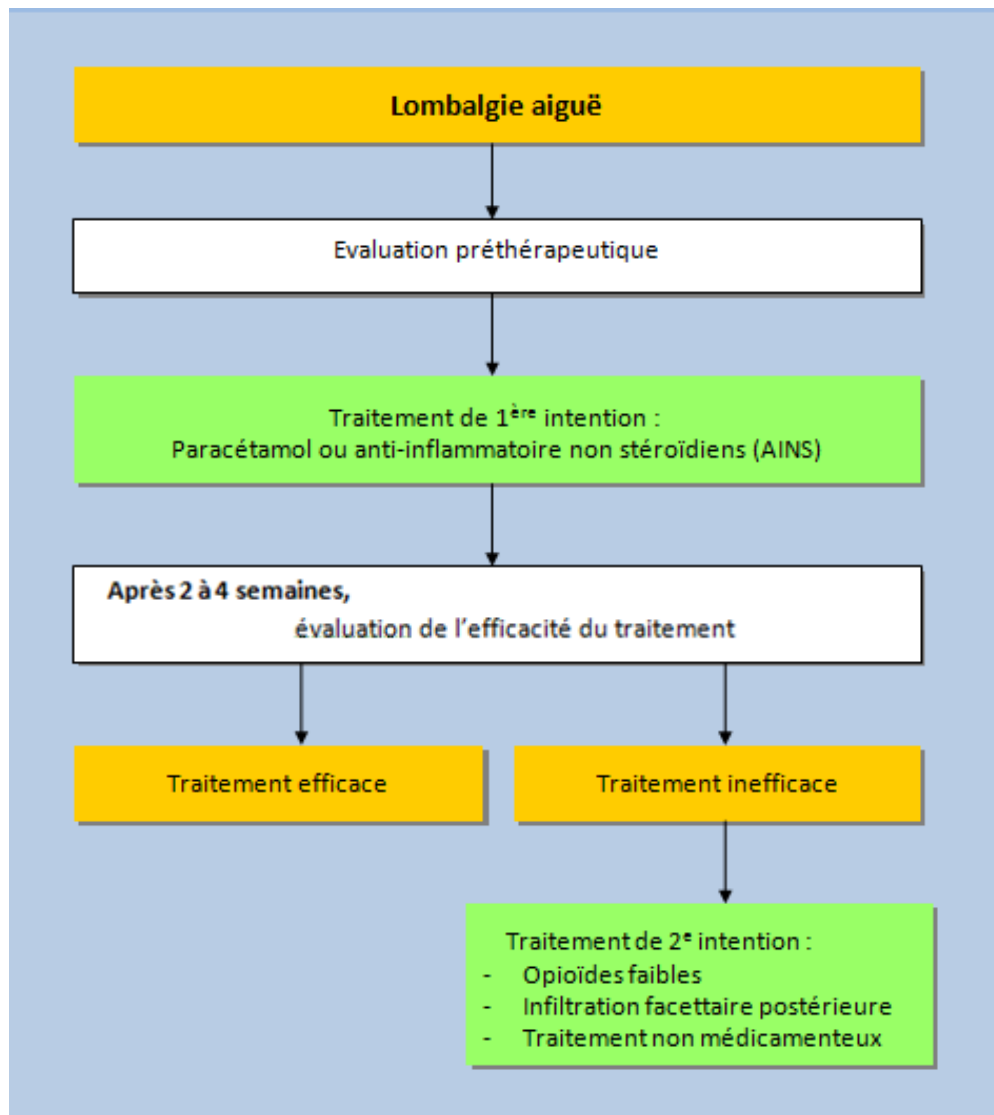 Lombalgie aiguë
Evaluation préthérapeutique
Traitement de 1ère intention :
Paracétamol ou anti-inflammatoire non stéroïdiens (AINS)
Après 2 à 4 semaines,
évaluation de l'efficacité du traitement
Traitement efficace
Traitement inefficace
Traitement de 2e intention :
- Opioïdes faibles
- Infiltration facettaire postérieure
- Traitement non médicamenteux